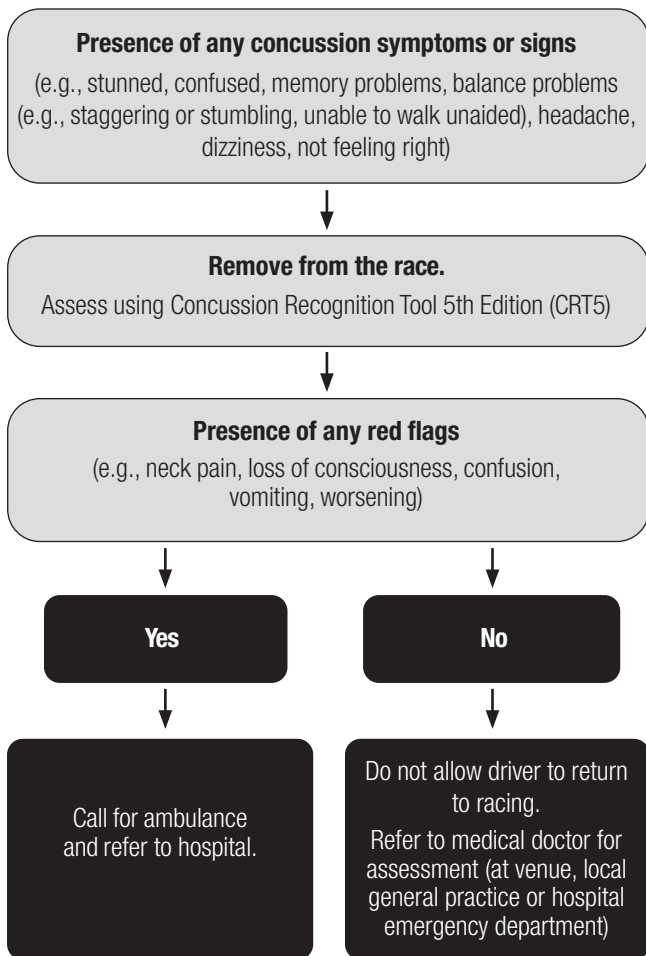 Presence of any concussion symptoms or signs
(e.g., stunned, confused, memory problems, balance problems
(e.g., staggering or stumbling, unable to walk unaided), headache,
dizziness, not feeling right)
Remove from the race.
Assess using Concussion Recognition Tool 5th Edition (CRT5)
Presence of any red flags
(e.g., neck pain, loss of consciousness, confusion,
vomiting, worsening)
Yes
No
Call for ambulance
and refer to hospital.
Do not allow driver to return
to racing.
Refer to medical doctor for
assessment (at venue, local
general practice or hospital
emergency department)